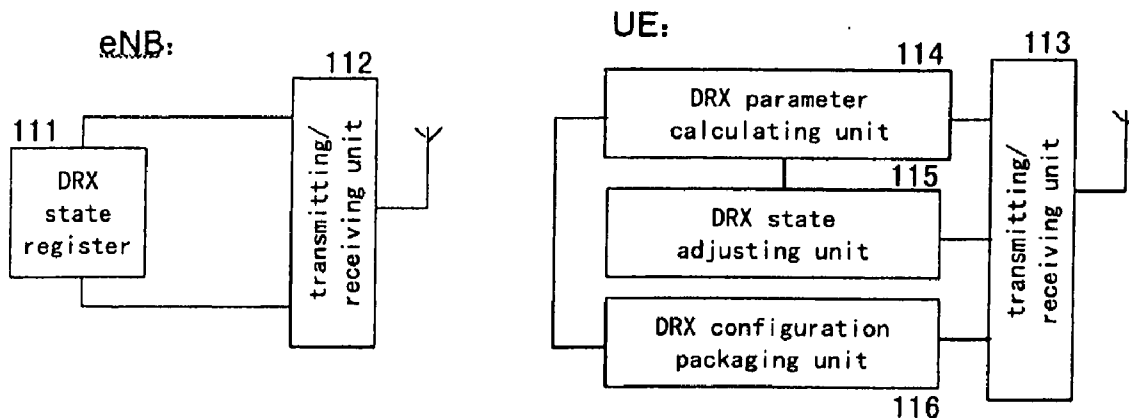 eNB:
111
DRX
state
register
112
transmitting/
receiving unit
UE:
114
DRX parameter
calculating unit
115
DRX state
adjusting unit
DRX configuration
packaging unit
116
113
transmitting/
receiving unit